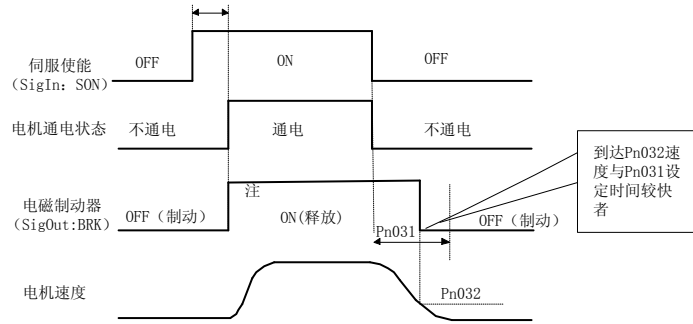 伺服使能
(SigIn：SON)
OFF
ON
OFF
电机通电状态
不通电
通电
不通电
到达Pn032速
度与Pn031设
定时间较快
者
电磁制动器
(SigOut:BRK)
OFF（制动）
注
ON(释放)
Pn031
OFF（制动）
电机速度
Pn032